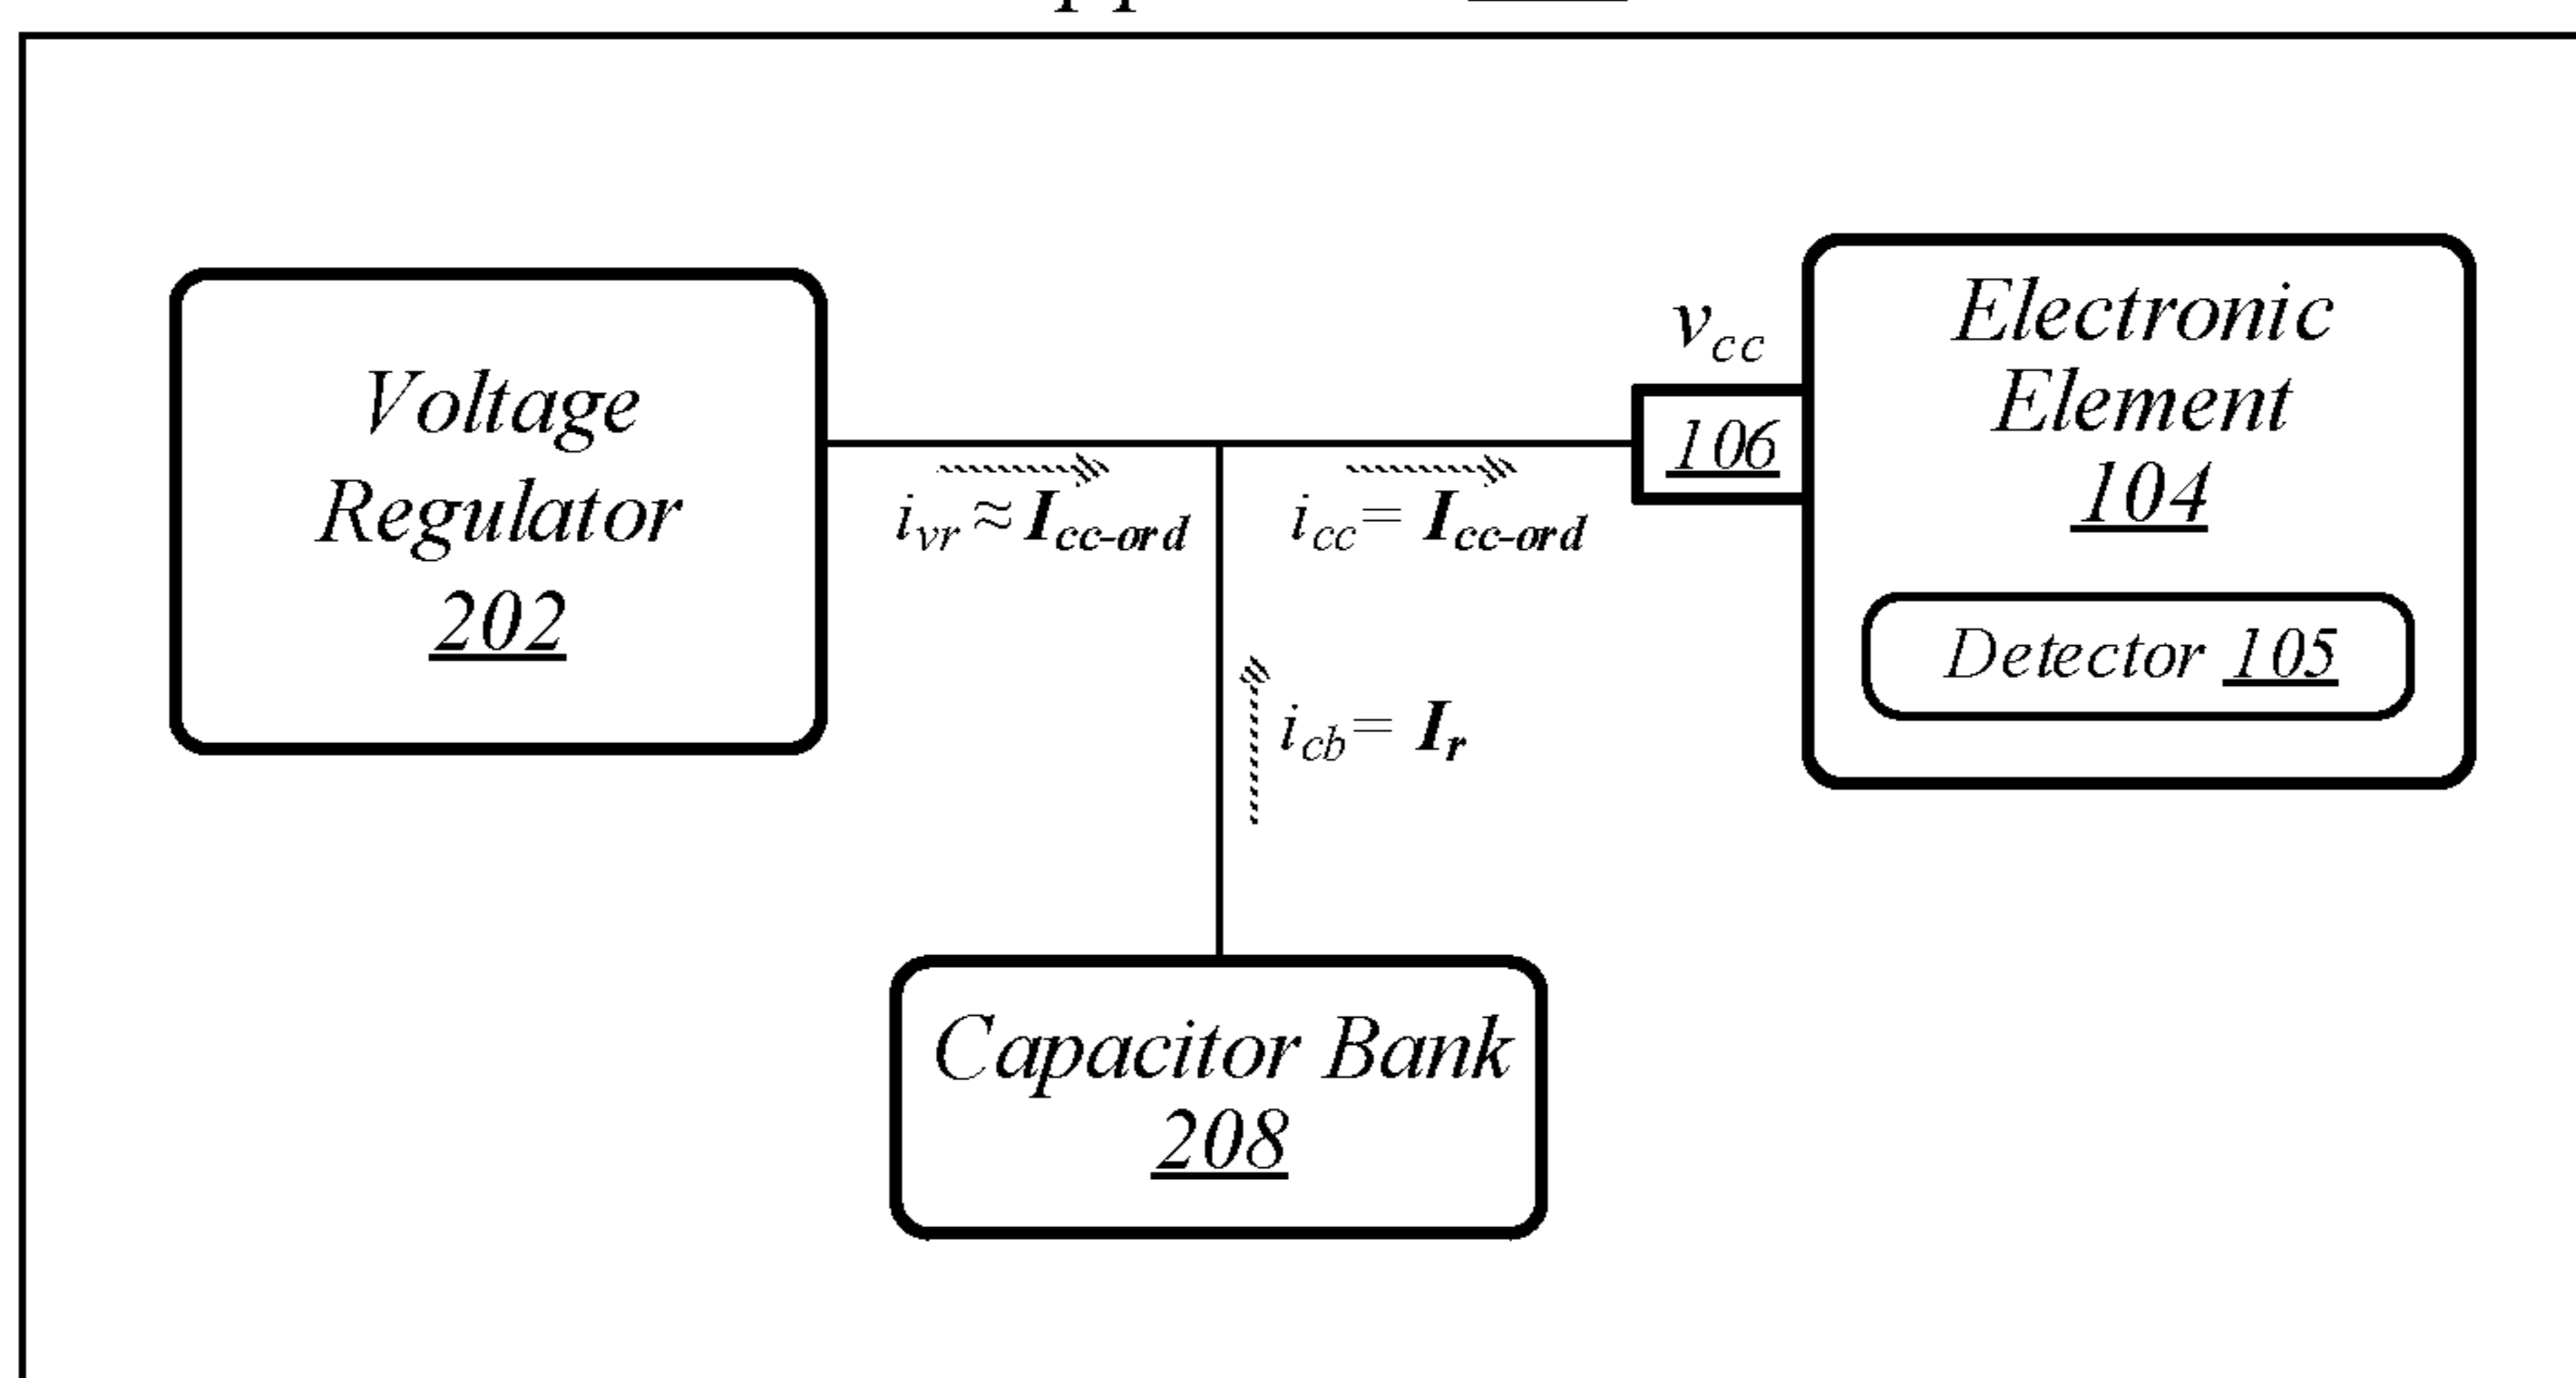 Voltage
Regulator
202
i_vr ≈ I_cc-ord
i_cc = I_cc-ord
v_cc
106
Electronic
Element
104
Detector 105
i_cb = I_r
Capacitor Bank
208